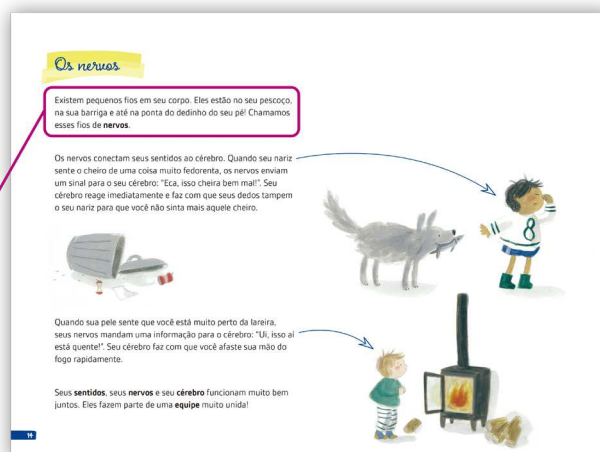 Os nervos
Existem pequenos fios em seu corpo. Eles estão no seu pescoço,
na sua barriga e até na ponta do dedinho do seu pé! Chamamos
esses fios de nervos.
Os nervos conectam seus sentidos ao cérebro. Quando seu nariz
sente o cheiro de uma coisa muito fedorenta, os nervos enviam
um sinal para o seu cérebro: "Eca, isso cheira bem mal!". Seu
cérebro reage imediatamente e faz com que seus dedos tampem
o seu nariz para que você não sinta mais aquele cheiro.
8
Quando sua pele sente que você está muito perto da lareira,
seus nervos mandam uma informação para o cérebro: "Ui, isso aí
está quente!". Seu cérebro faz com que você afaste sua mão do
fogo rapidamente.
Seus sentidos, seus nervos e seu cérebro funcionam muito bem
juntos. Eles fazem parte de uma equipe muito unida!
14